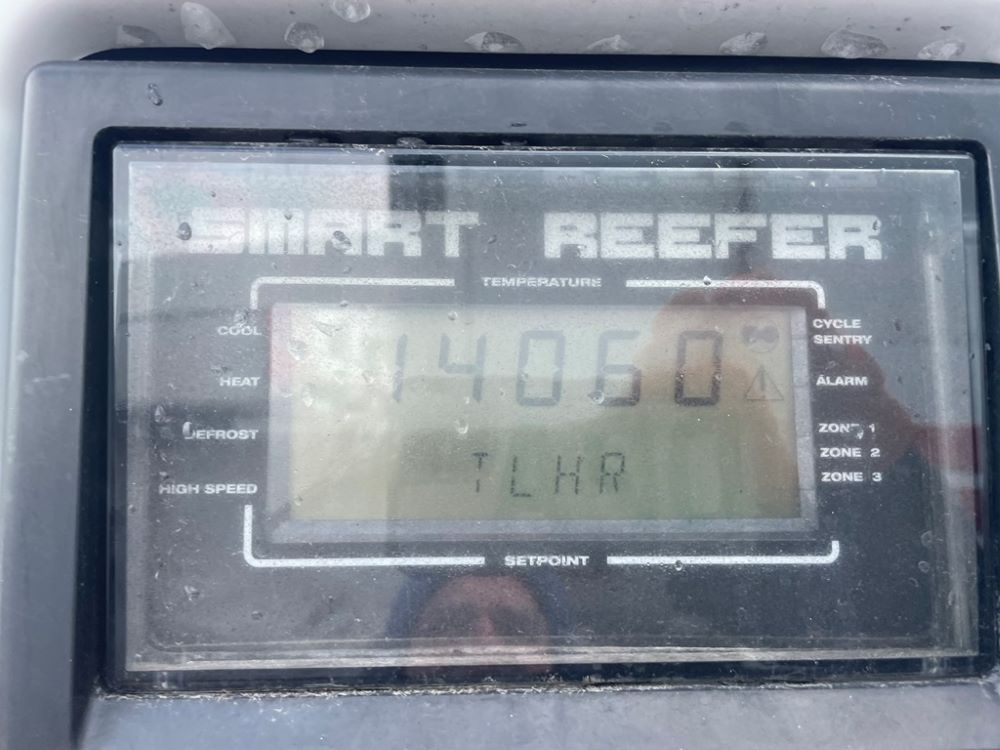 SMART REEFER
TEMPERATURE
COOL
HEAT
DEFROST
HIGH SPEED
14060
TLHR
CYCLE
SENTRY
ALARM
ZONE 1
ZONE 2
ZONE 3
SETPOINT